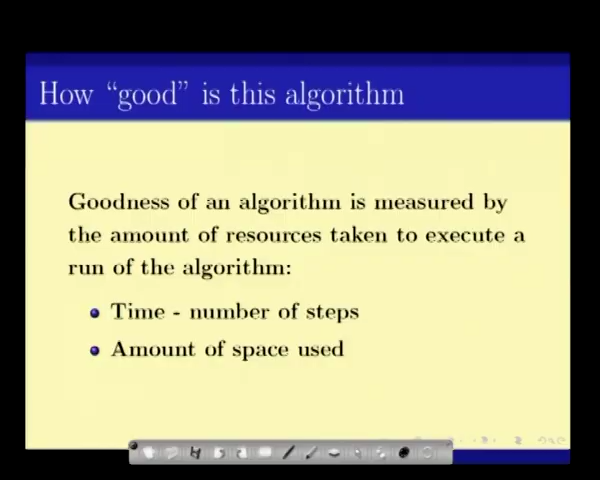 How “good” is this algorithm
Goodness of an algorithm is measured by
the amount of resources taken to execute a
run of the algorithm:
Time - number of steps
Amount of space used